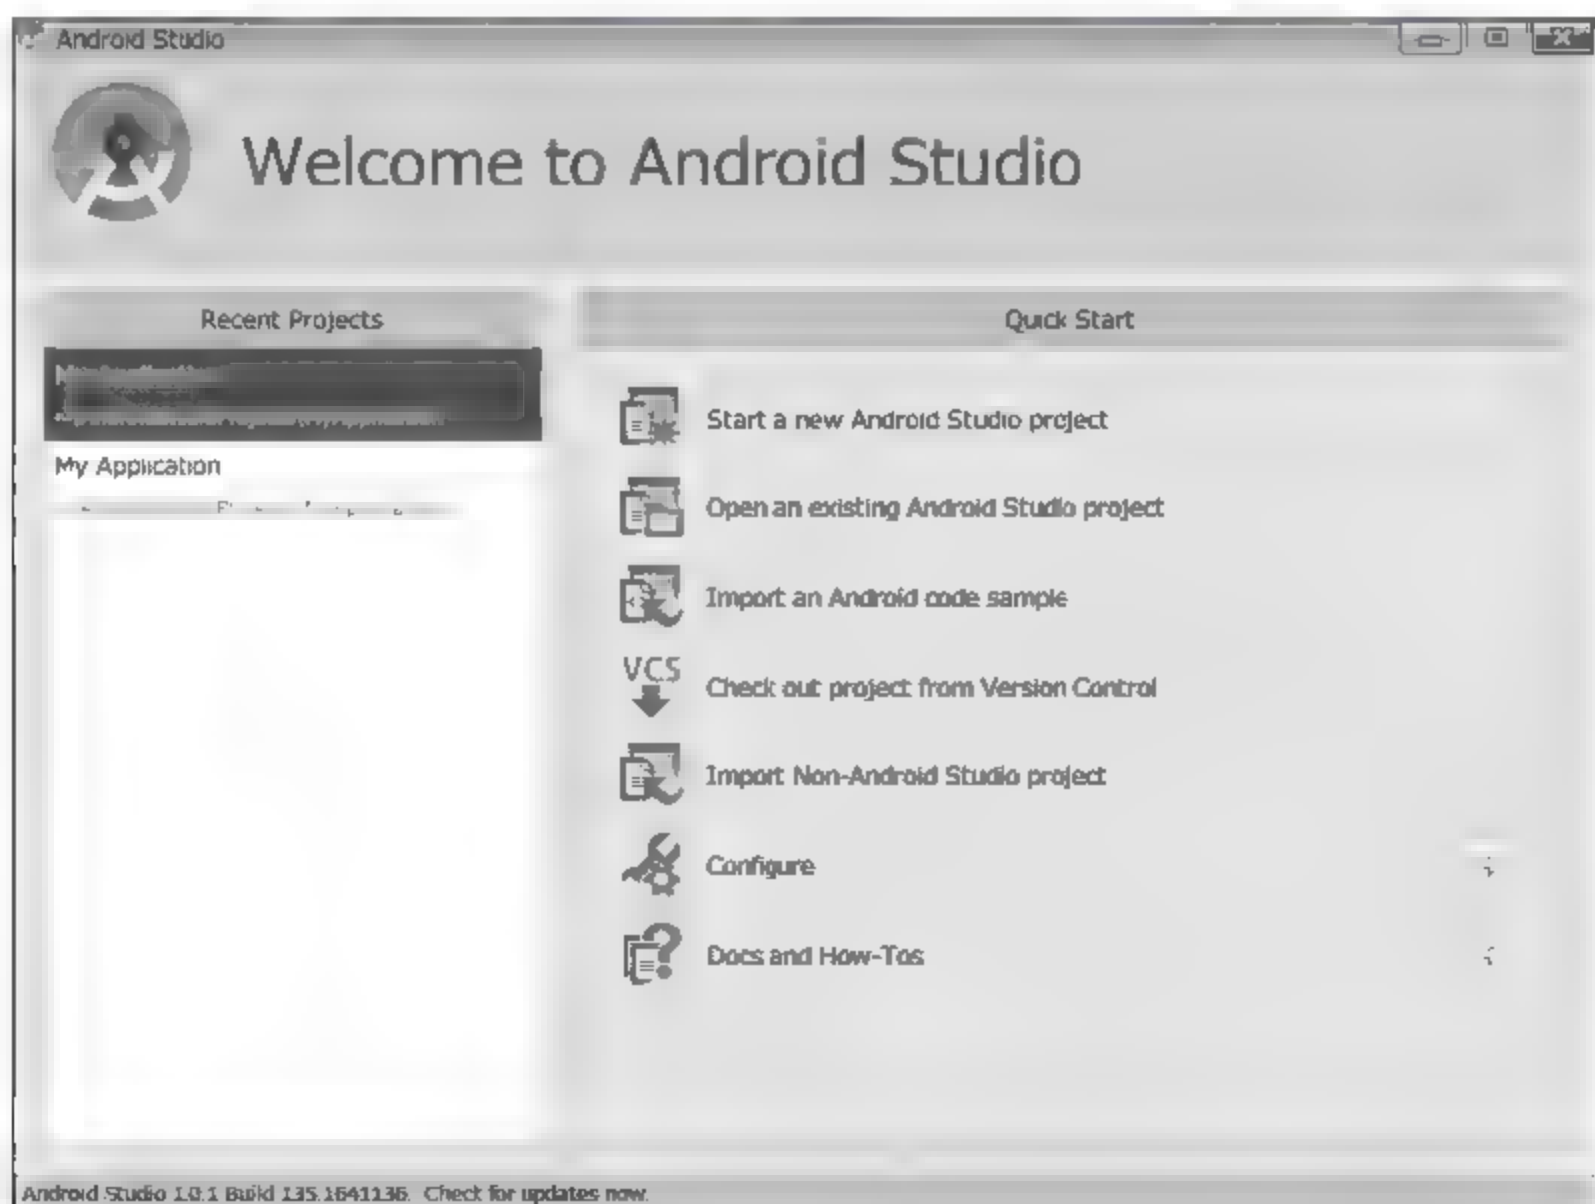 Android Studio
Welcome to Android Studio
Recent Projects
Quick Start
My Application
Start a new Android Studio project
Open an existing Android Studio project
Import an Android code sample
VCS
Check out project from Version Control
Import Non-Android Studio project
Configure
Docs and How-Tos
Android Studio 1.0.1 Build 135.1641136. Check for updates now.